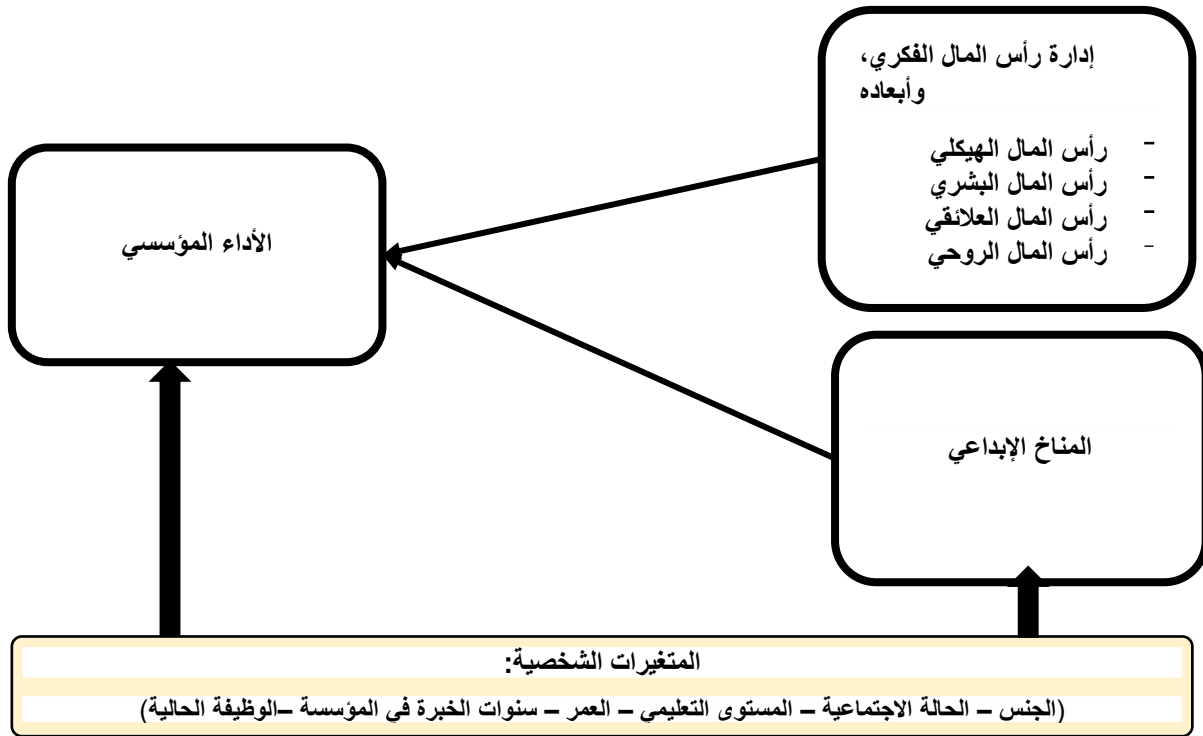 إدارة رأس المال الفكري،
وأبعاده
- رأس المال الهيكلي
- رأس المال البشري
- رأس المال العلائقي
- رأس المال الروحي
الأداء المؤسسي
المناخ الإبداعي
المتغيرات الشخصية:
(الجنس – الحالة الاجتماعية – المستوى التعليمي – العمر – سنوات الخبرة في المؤسسة –الوظيفة الحالية)